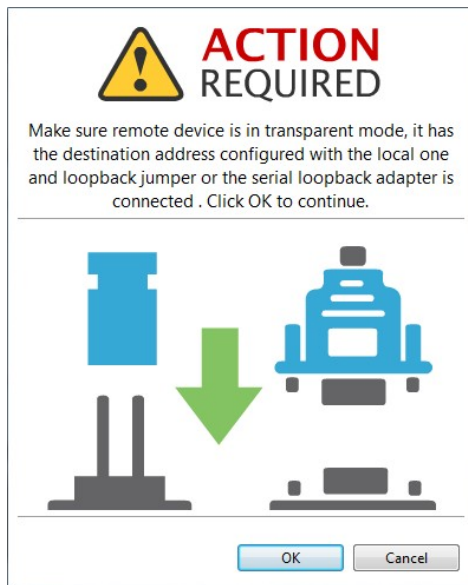 ACTION
REQUIRED
Make sure remote device is in transparent mode, it has
the destination address configured with the local one
and loopback jumper or the serial loopback adapter is
connected . Click OK to continue.
OK
Cancel